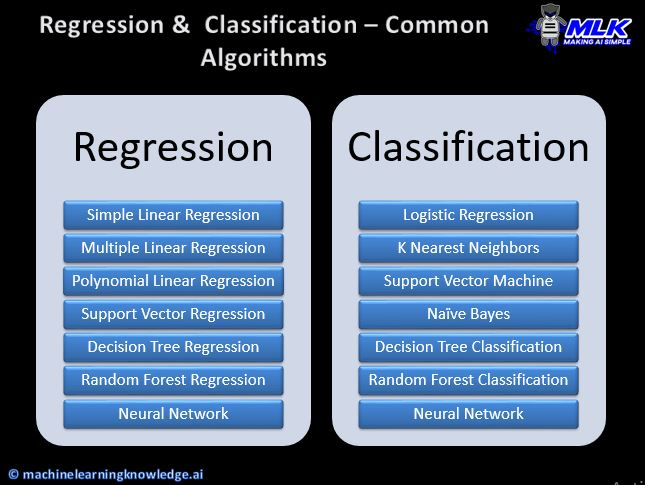 Regression & Classification – Common
Algorithms
MLK
MAKING AI SIMPLE
Regression
Simple Linear Regression
Multiple Linear Regression
Polynomial Linear Regression
Support Vector Regression
Decision Tree Regression
Random Forest Regression
Neural Network
Classification
Logistic Regression
K Nearest Neighbors
Support Vector Machine
Naïve Bayes
Decision Tree Classification
Random Forest Classification
Neural Network
© machinelearningknowledge.ai